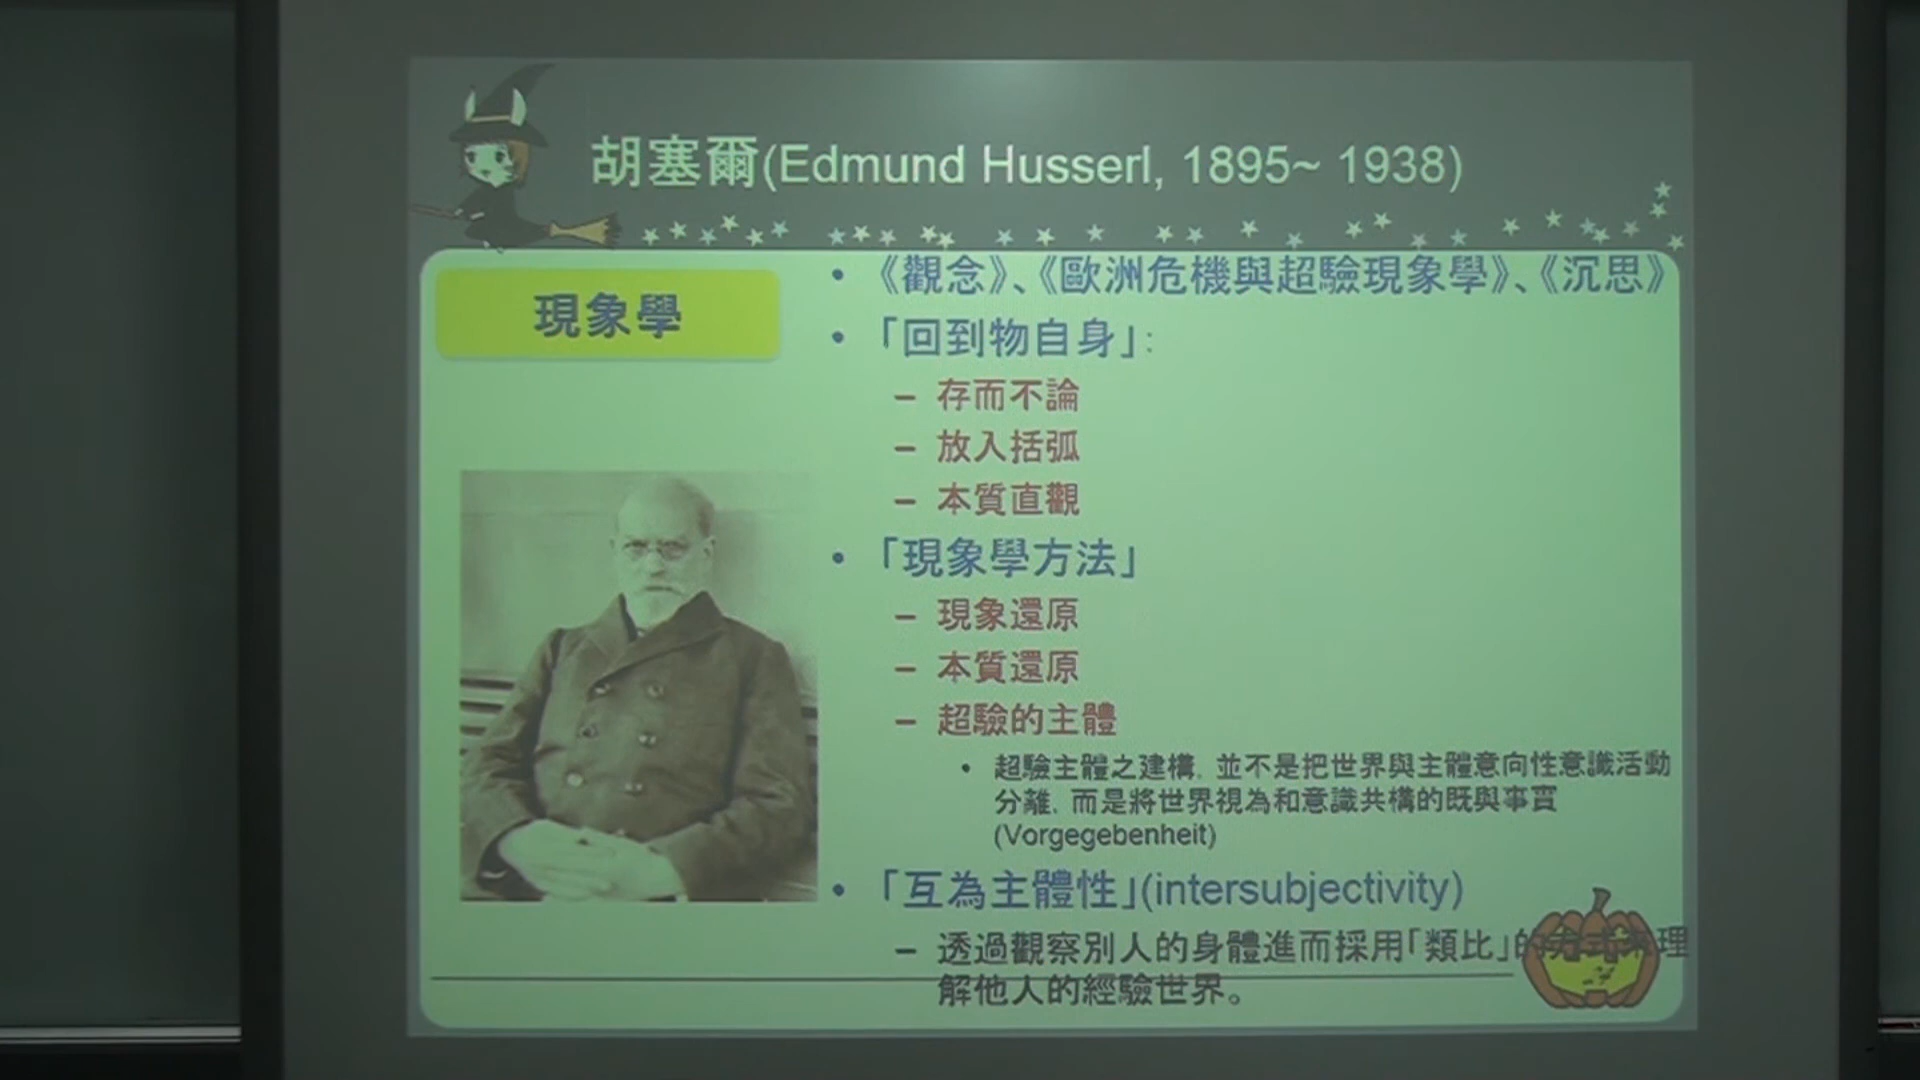 胡塞爾(Edmund Husserl, 1895~ 1938)
現象學
• 《觀念》、《歐洲危機與超驗現象學》、《沉思》
• 「回到物自身」:
– 存而不論
– 放入括弧
– 本質直觀
• 「現象學方法」
– 現象還原
– 本質還原
– 超驗的主體
• 超驗主體之建構, 並不是把世界與主體意向性意識活動
分離, 而是將世界視為和意識共構的既與事實
(Vorgegebenheit)
• 「互為主體性」(intersubjectivity)
– 透過觀察別人的身體進而採用「類比」的方式來理
解他人的經驗世界。